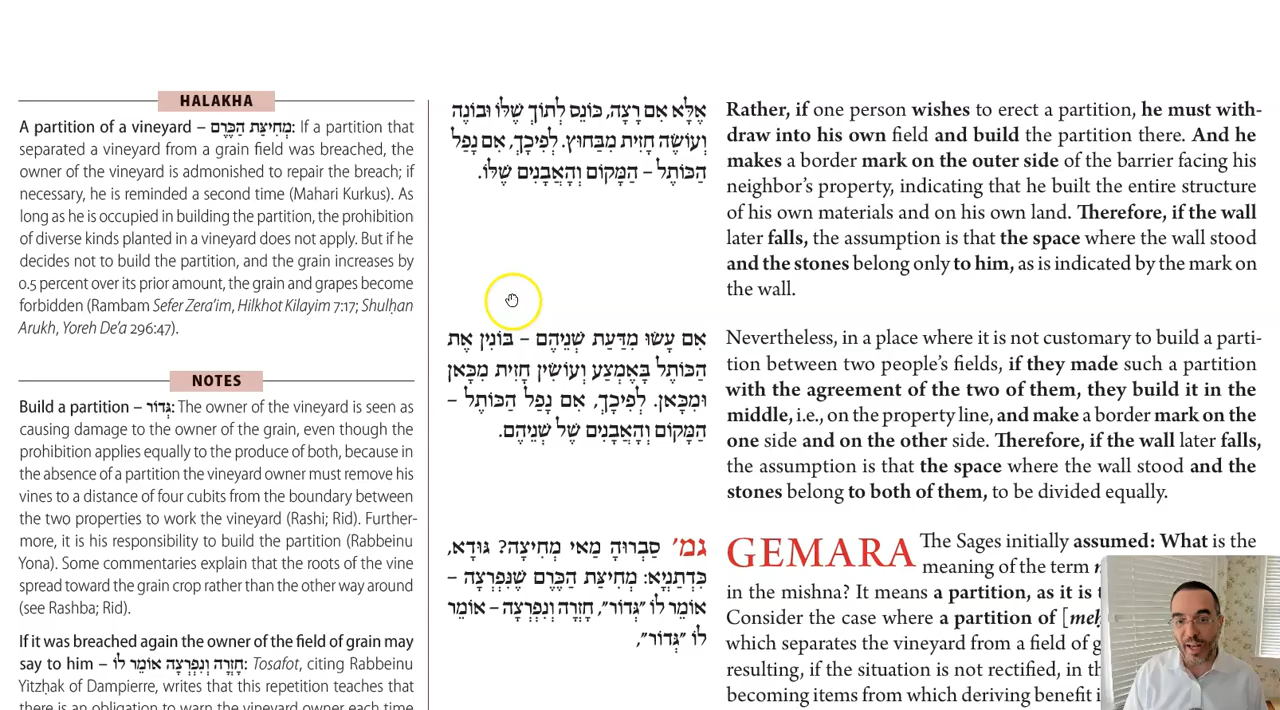 HALAKHA
A partition of a vineyard – מְחִיצַּת הַכֶּרֶם: If a partition that
separated a vineyard from a grain field was breached, the
owner of the vineyard is admonished to repair the breach; if
necessary, he is reminded a second time (Mahari Kurkus). As
long as he is occupied in building the partition, the prohibition
of diverse kinds planted in a vineyard does not apply. But if he
decides not to build the partition, and the grain increases by
0.5 percent over its prior amount, the grain and grapes become
forbidden (Rambam Sefer Zera'im, Hilkhot Kilayim 7:17; Shulḥan
Arukh, Yoreh De'a 296:47).
NOTES
Build a partition – גְּדוֹר: The owner of the vineyard is seen as
causing damage to the owner of the grain, even though the
prohibition applies equally to the produce of both, because in
the absence of a partition the vineyard owner must remove his
vines to a distance of four cubits from the boundary between
the two properties to work the vineyard (Rashi; Rid). Further-
more, it is his responsibility to build the partition (Rabbeinu
Yona). Some commentaries explain that the roots of the vine
spread toward the grain crop rather than the other way around
(see Rashba; Rid).
If it was breached again the owner of the field of grain may
say to him – חָזְרָה וְנִפְרְצָה אוֹמֵר לוֹ: Tosafot, citing Rabbeinu
Yitzḥak of Dampierre, writes that this repetition teaches that
there is an obligation to warn the vineyard owner each time
אֶלָּא אִם רָצָה, כּוֹנֵס לְתוֹךְ שֶׁלּוֹ וּבוֹנֶה
וְעוֹשֶׂה חֲזִית מִבַּחוּץ. לְפִיכָךְ, אִם נָפַל
הַכּוֹתֶל – הַמָּקוֹם וְהָאֲבָנִים שֶׁלּוֹ.
אִם עָשׂוּ מִדַּעַת שְׁנֵיהֶם – בּוֹנִין אֶת
הַכּוֹתֶל בָּאֶמְצַע וְעוֹשִׂין חֲזִית מִכָּאן
וּמִכָּאן. לְפִיכָךְ, אִם נָפַל הַכּוֹתֶל –
הַמָּקוֹם וְהָאֲבָנִים שֶׁל שְׁנֵיהֶם.
גמ׳ סַבְרוּהָ מַאי מְחִיצָה? גּוּדָא,
כִּדְתַנְיָא: מְחִיצַּת הַכֶּרֶם שֶׁנִּפְרְצָה –
אוֹמֵר לוֹ ״גְּדוֹר״, חָזְרָה וְנִפְרְצָה – אוֹמֵר
לוֹ ״גְּדוֹר״,
Rather, if one person wishes to erect a partition, he must with-
draw into his own field and build the partition there. And he
makes a border mark on the outer side of the barrier facing his
neighbor's property, indicating that he built the entire structure
of his own materials and on his own land. Therefore, if the wall
later falls, the assumption is that the space where the wall stood
and the stones belong only to him, as is indicated by the mark on
the wall.
Nevertheless, in a place where it is not customary to build a parti-
tion between two people's fields, if they made such a partition
with the agreement of the two of them, they build it in the
middle, i.e., on the property line, and make a border mark on the
one side and on the other side. Therefore, if the wall later falls,
the assumption is that the space where the wall stood and the
stones belong to both of them, to be divided equally.
GEMARA The Sages initially assumed: What is the
meaning of the term
in the mishna? It means a partition, as it is
Consider the case where a partition of
which separates the vineyard from a field of
resulting, if the situation is not rectified, in
becoming items from which deriving benefit